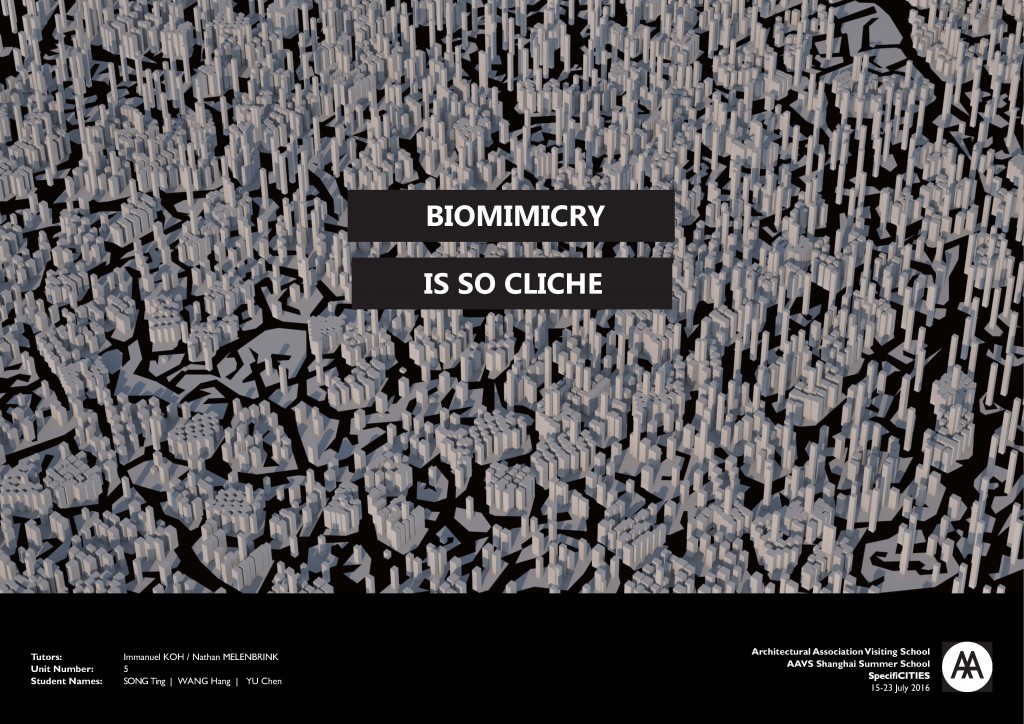 BIOMIMICRY
IS SO CLICHE
Tutors: Immanuel KOH / Nathan MELENBRINK
Unit Number: 5
Student Names: SONG Ting | WANG Hang | YU Chen
Architectural Association Visiting School
AAVS Shanghai Summer School
SpecifiCITIES
15-23 July 2016
AA